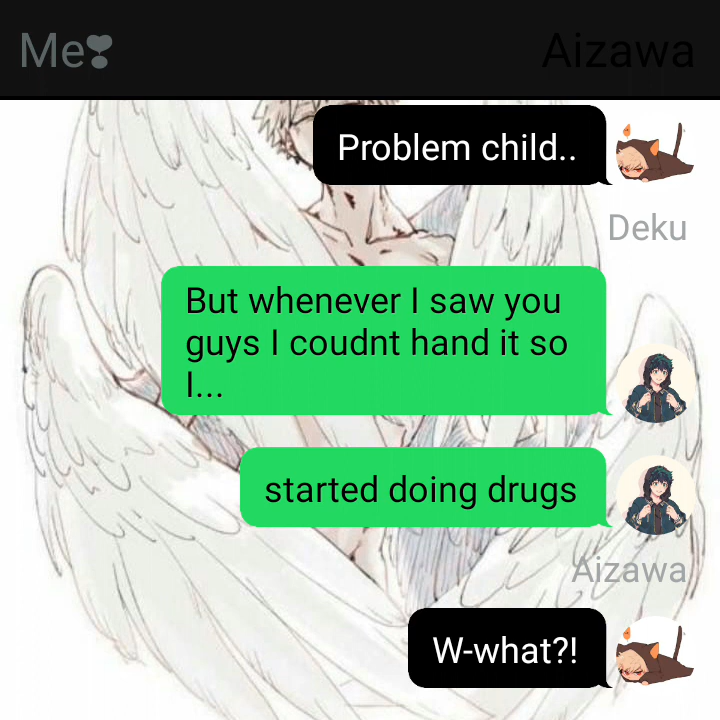 Me❣ Aizawa
Problem child..
Deku
But whenever I saw you
guys I coudnt hand it so
I...
started doing drugs
Aizawa
W-what?!